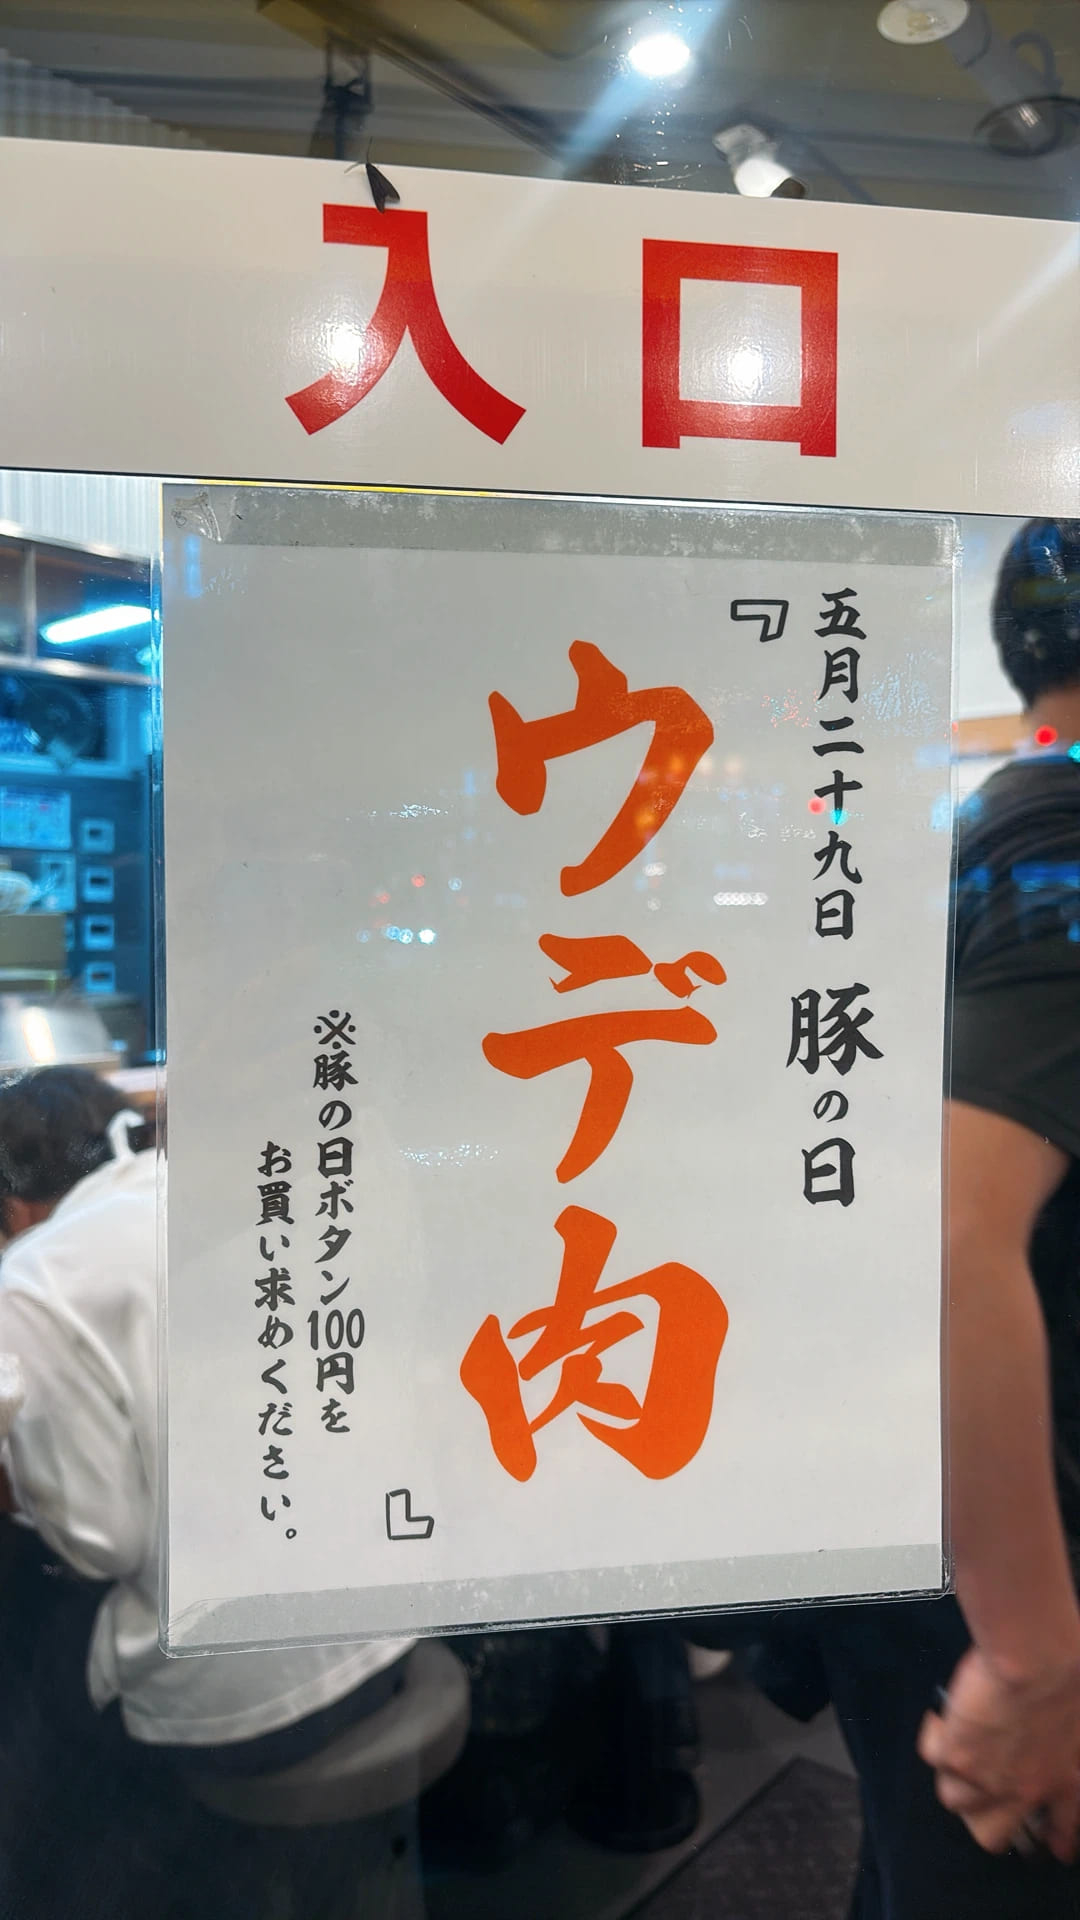 入口
五月二十九日 豚の日
『ウデ肉』
※豚の日ボタン100円を
お買い求めください。